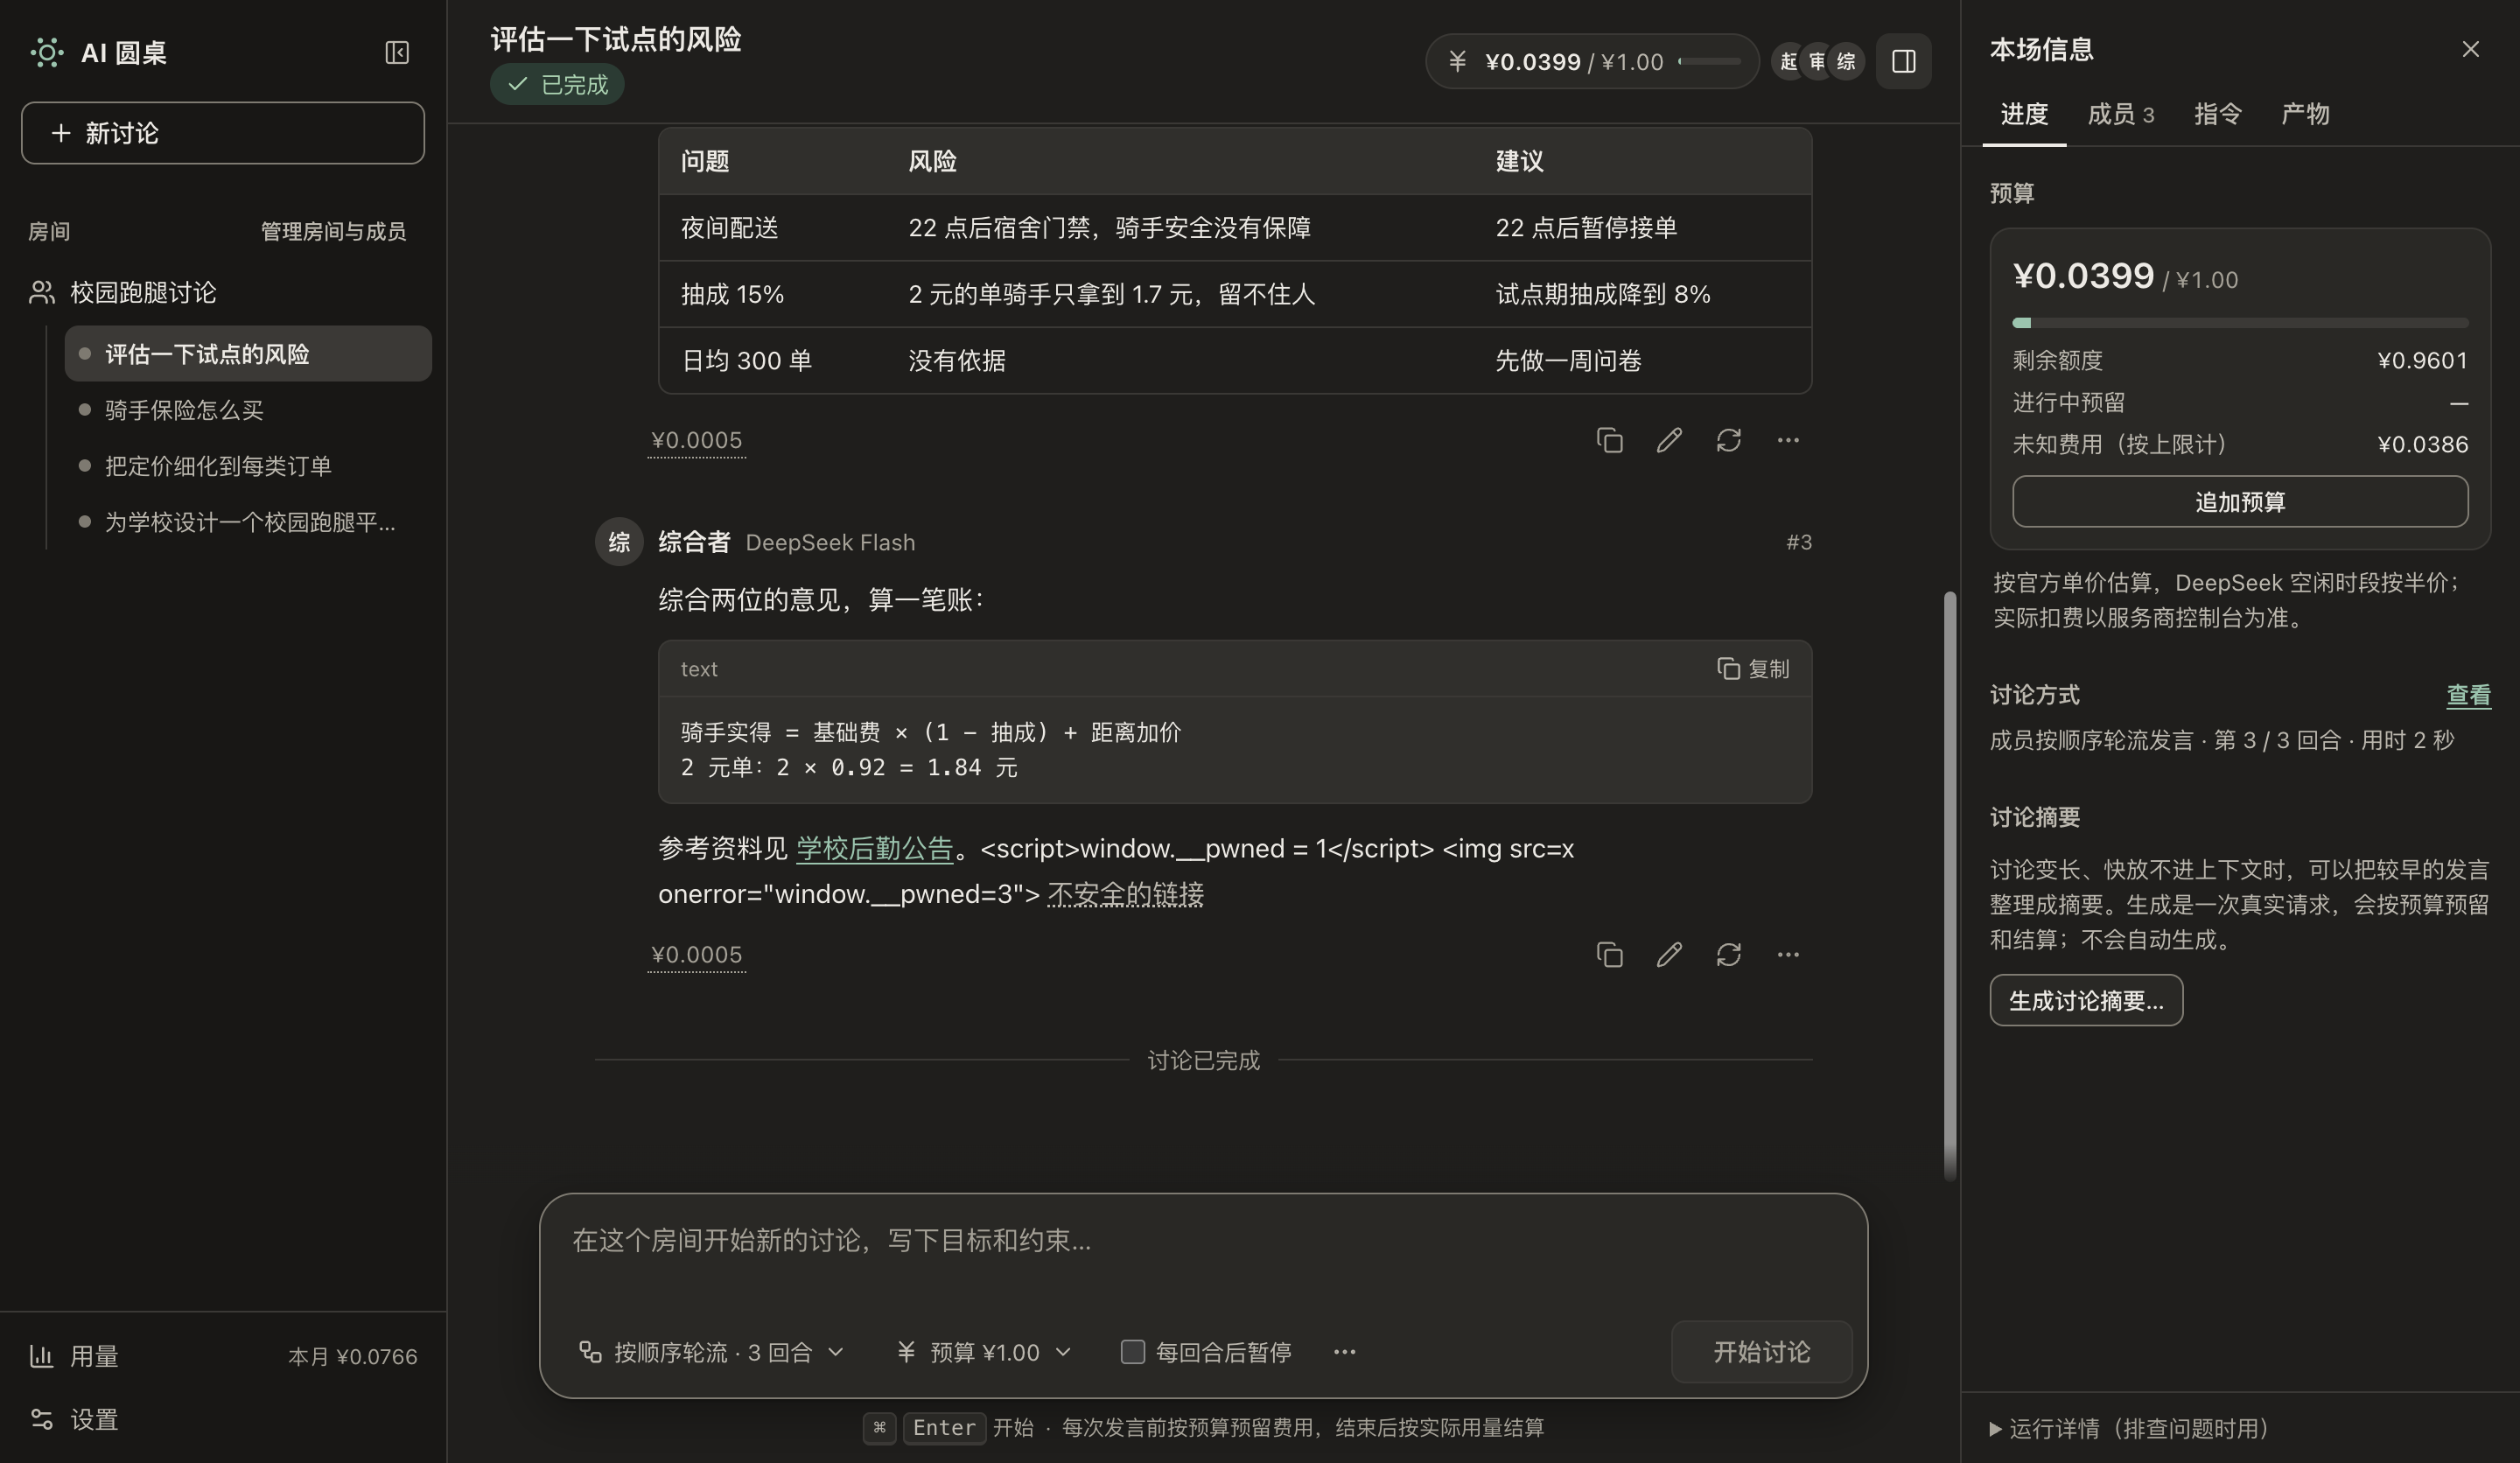 AI 圆桌
新讨论
房间 管理房间与成员
校园跑腿讨论
评估一下试点的风险
骑手保险怎么买
把定价细化到每类订单
为学校设计一个校园跑腿平...
用量 本月 ¥0.0766
设置
评估一下试点的风险
已完成
¥0.0399 / ¥1.00
起 审 综
问题 风险 建议
夜间配送 22 点后宿舍门禁，骑手安全没有保障 22 点后暂停接单
抽成 15% 2 元的单骑手只拿到 1.7 元，留不住人 试点期抽成降到 8%
日均 300 单 没有依据 先做一周问卷
¥0.0005
综 综合者 DeepSeek Flash #3
综合两位的意见，算一笔账：
text 复制
骑手实得 = 基础费 × (1 − 抽成) + 距离加价
2 元单：2 × 0.92 = 1.84 元
参考资料见 学校后勤公告。<script>window.__pwned = 1</script> <img src=x
onerror="window.__pwned=3"> 不安全的链接
¥0.0005
讨论已完成
在这个房间开始新的讨论，写下目标和约束...
按顺序轮流 · 3 回合 ¥ 预算 ¥1.00 每回合后暂停 开始讨论
⌘ Enter 开始 · 每次发言前按预算预留费用，结束后按实际用量结算
本场信息
进度 成员 3 指令 产物
预算
¥0.0399 / ¥1.00
剩余额度 ¥0.9601
进行中预留 —
未知费用（按上限计） ¥0.0386
追加预算
按官方单价估算，DeepSeek 空闲时段按半价；
实际扣费以服务商控制台为准。
讨论方式 查看
成员按顺序轮流发言 · 第 3 / 3 回合 · 用时 2 秒
讨论摘要
讨论变长、快放不进上下文时，可以把较早的发言
整理成摘要。生成是一次真实请求，会按预算预留
和结算；不会自动生成。
生成讨论摘要...
运行详情（排查问题时用）